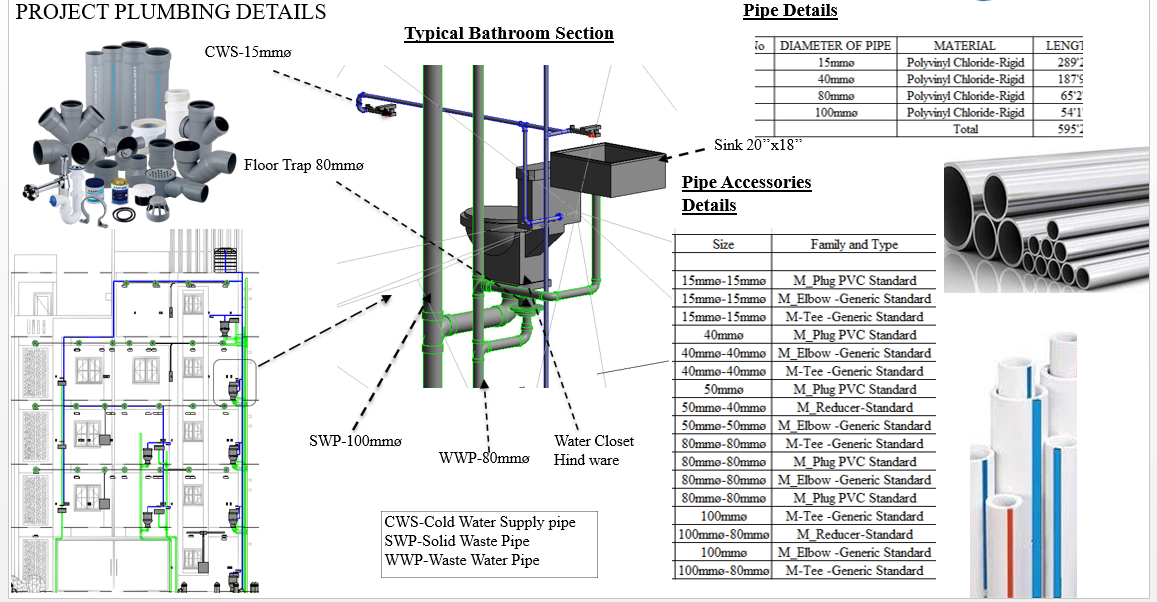 PROJECT PLUMBING DETAILS
CWS-15mmø
Floor Trap 80mmø
Typical Bathroom Section
Sink 20’’x18’’
SWP-100mmø
WWP-80mmø
Water Closet
Hind ware
CWS-Cold Water Supply pipe
SWP-Solid Waste Pipe
WWP-Waste Water Pipe
Pipe Details
No DIAMETER OF PIPE MATERIAL LENGT
15mmø Polyvinyl Chloride-Rigid 289'2
40mmø Polyvinyl Chloride-Rigid 187'9
80mmø Polyvinyl Chloride-Rigid 65'2
100mmø Polyvinyl Chloride-Rigid 54'1
Total 595'2
Pipe Accessories
Details
Size Family and Type
15mmø-15mmø M_Plug PVC Standard
15mmø-15mmø M_Elbow -Generic Standard
15mmø-15mmø M-Tee -Generic Standard
40mmø M_Plug PVC Standard
40mmø-40mmø M_Elbow -Generic Standard
40mmø-40mmø M-Tee -Generic Standard
50mmø M_Plug PVC Standard
50mmø-40mmø M_Reducer-Standard
50mmø-50mmø M_Elbow -Generic Standard
80mmø-80mmø M-Tee -Generic Standard
80mmø-80mmø M_Plug PVC Standard
80mmø-80mmø M_Elbow -Generic Standard
80mmø-80mmø M_Plug PVC Standard
100mmø M-Tee -Generic Standard
100mmø-80mmø M_Reducer-Standard
100mmø M_Elbow -Generic Standard
100mmø-80mmø M-Tee -Generic Standard